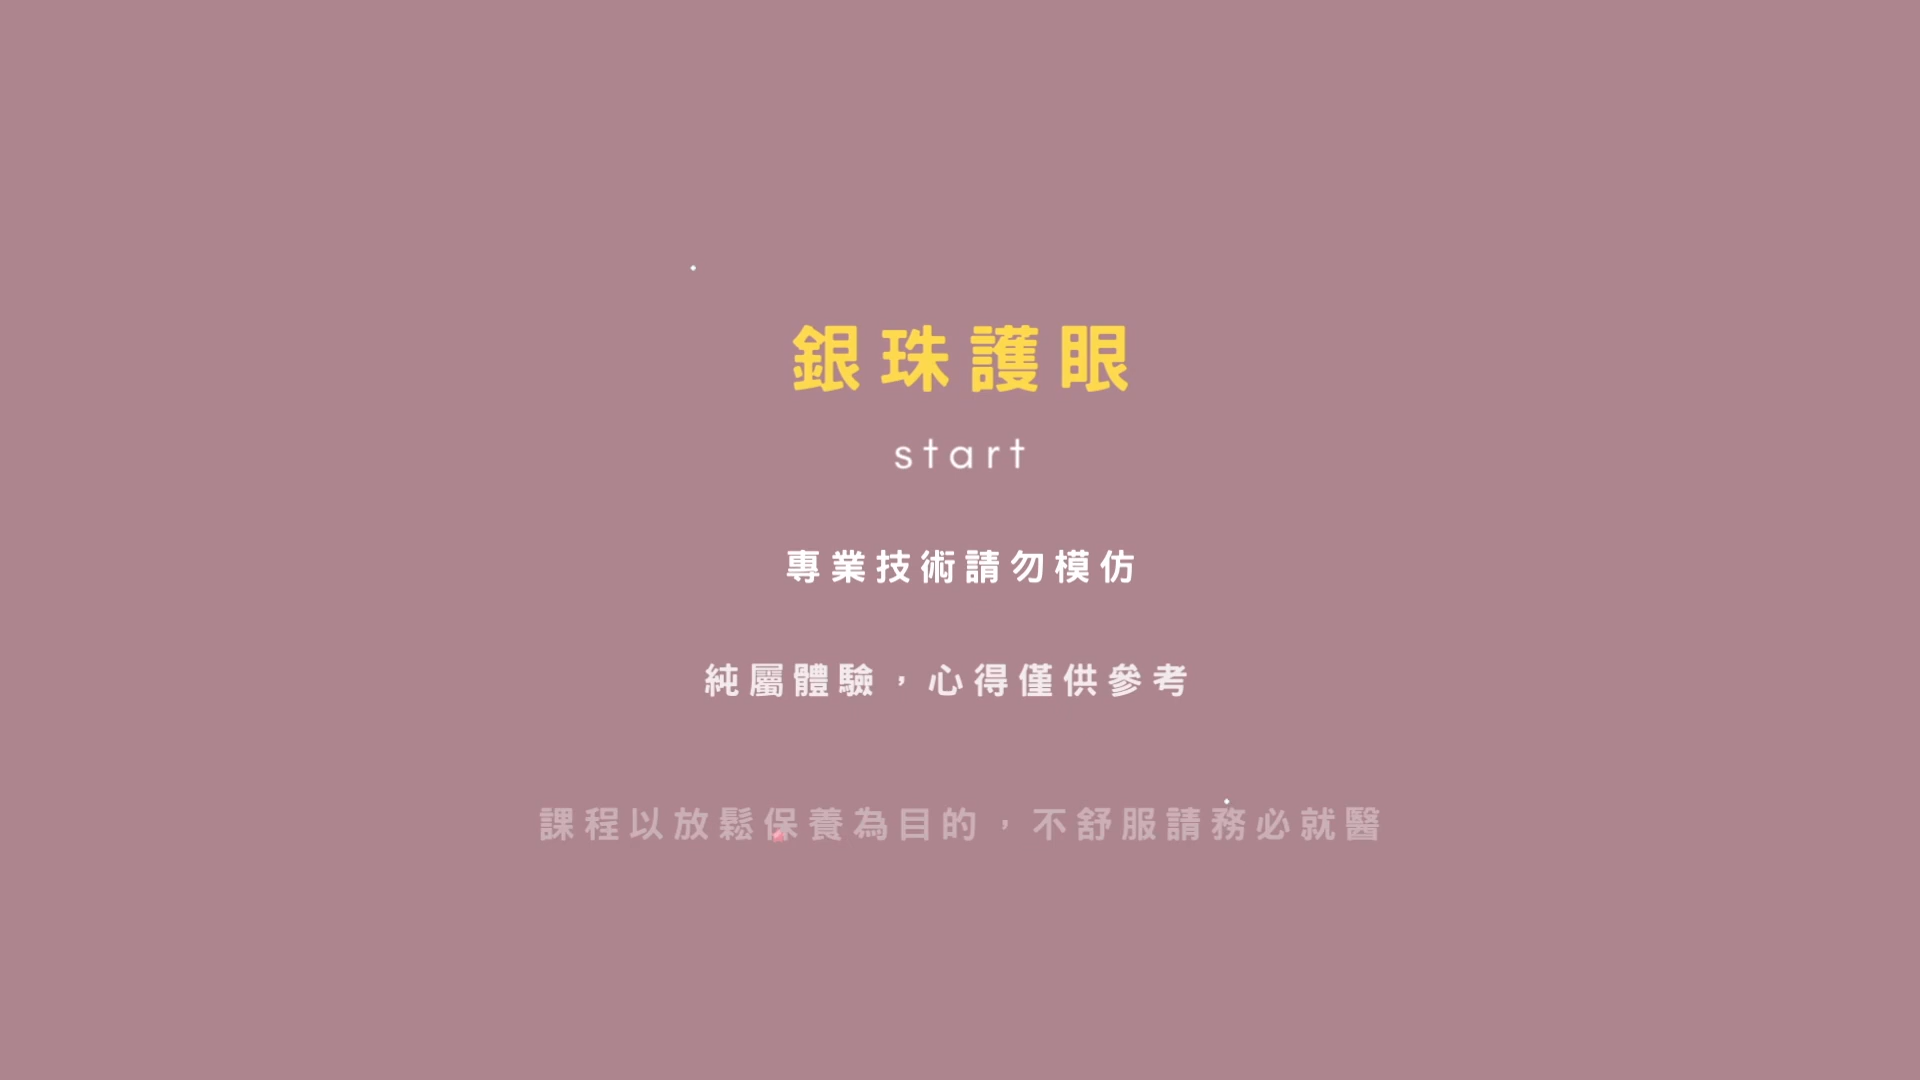 銀珠護眼
start
專業技術請勿模仿
純屬體驗，心得僅供參考
課程以放鬆保養為目的，不舒服請務必就醫